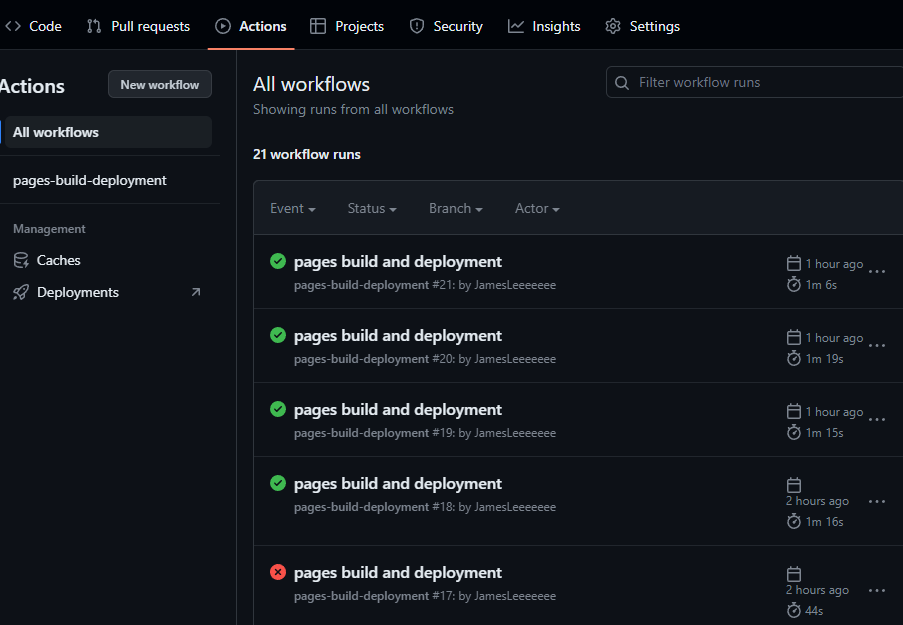 Code Pull requests Actions Projects Security Insights Settings
Actions New workflow
All workflows
pages-build-deployment
Management
Caches
Deployments
All workflows
Filter workflow runs
Showing runs from all workflows
21 workflow runs
Event Status Branch Actor
pages build and deployment
pages-build-deployment #21: by JamesLeeeeeee
1 hour ago
1m 6s
pages build and deployment
pages-build-deployment #20: by JamesLeeeeeee
1 hour ago
1m 19s
pages build and deployment
pages-build-deployment #19: by JamesLeeeeeee
1 hour ago
1m 15s
pages build and deployment
pages-build-deployment #18: by JamesLeeeeeee
2 hours ago
1m 16s
pages build and deployment
pages-build-deployment #17: by JamesLeeeeeee
2 hours ago
44s